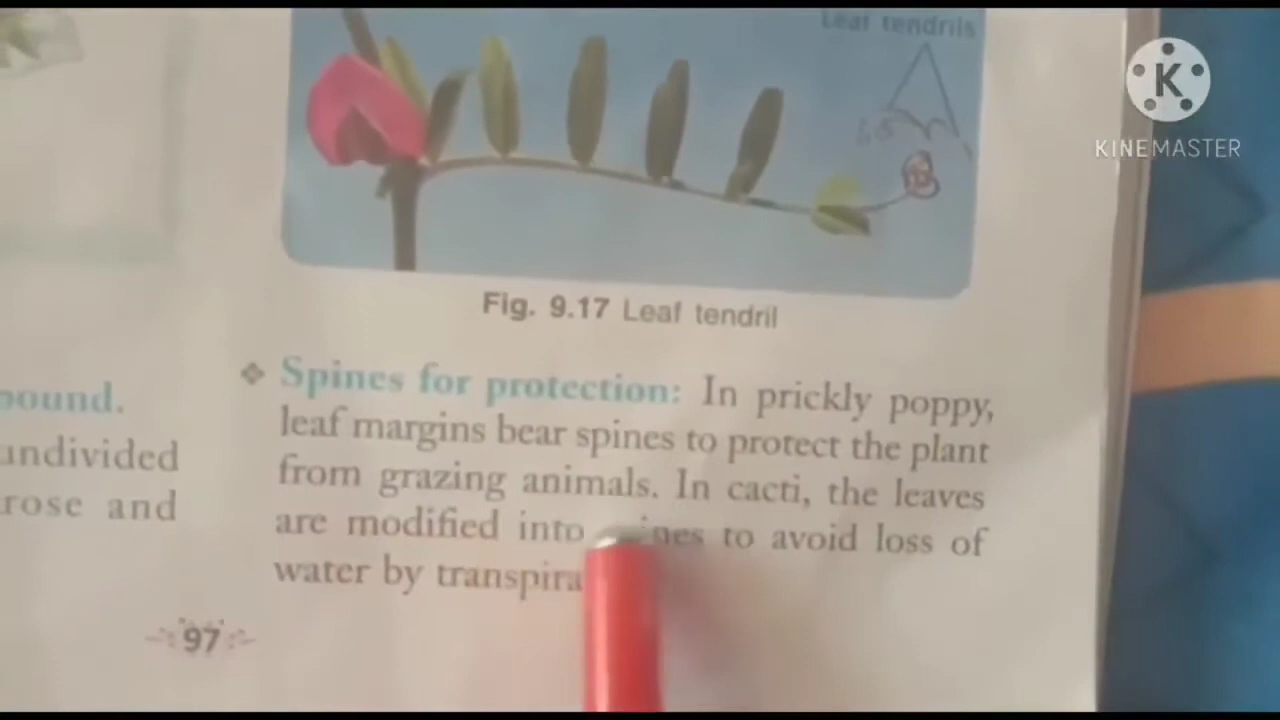 Leaf tendrils
K
KINEMASTER
Fig. 9.17 Leaf tendril
pound.
undivided
rose and
❖ Spines for protection: In prickly poppy,
leaf margins bear spines to protect the plant
from grazing animals. In cacti, the leaves
are modified into to avoid loss of
water by
97